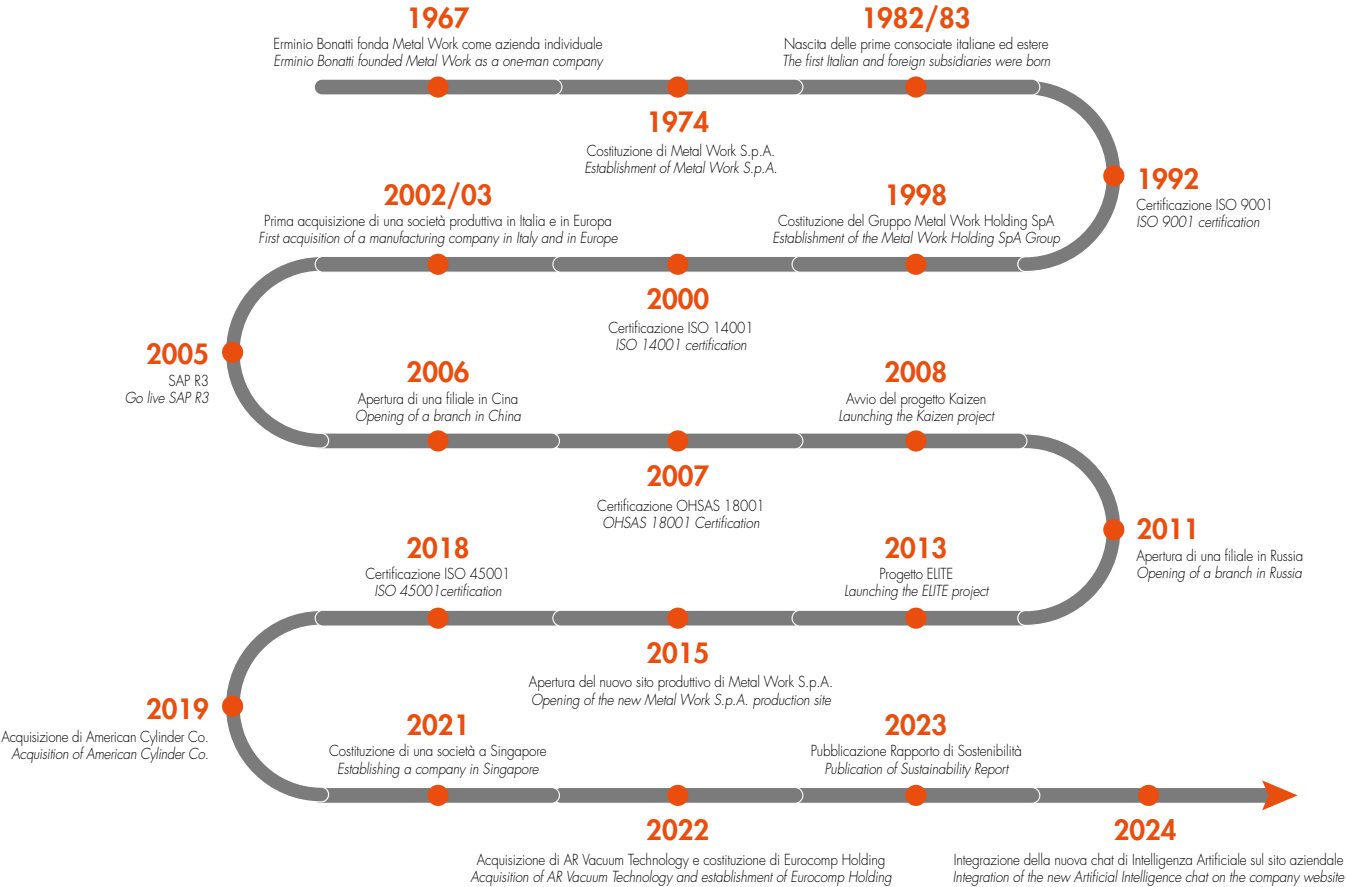 1967
Erminio Bonatti fonda Metal Work come azienda individuale
Erminio Bonatti founded Metal Work as a one-man company
1974
Costituzione di Metal Work S.p.A.
Establishment of Metal Work S.p.A.
1982/83
Nascita delle prime consociate italiane ed estere
The first Italian and foreign subsidiaries were born
1992
Certificazione ISO 9001
ISO 9001 certification
1998
Costituzione del Gruppo Metal Work Holding SpA
Establishment of the Metal Work Holding SpA Group
2000
Certificazione ISO 14001
ISO 14001 certification
2002/03
Prima acquisizione di una società produttiva in Italia e in Europa
First acquisition of a manufacturing company in Italy and in Europe
2005
SAP R3
Go live SAP R3
2006
Apertura di una filiale in Cina
Opening of a branch in China
2007
Certificazione OHSAS 18001
OHSAS 18001 Certification
2008
Avvio del progetto Kaizen
Launching the Kaizen project
2011
Apertura di una filiale in Russia
Opening of a branch in Russia
2013
Progetto ELITE
Launching the ELITE project
2015
Apertura del nuovo sito produttivo di Metal Work S.p.A.
Opening of the new Metal Work S.p.A. production site
2018
Certificazione ISO 45001
ISO 45001certification
2019
Acquisizione di American Cylinder Co.
Acquisition of American Cylinder Co.
2021
Costituzione di una società a Singapore
Establishing a company in Singapore
2022
Acquisizione di AR Vacuum Technology e costituzione di Eurocomp Holding
Acquisition of AR Vacuum Technology and establishment of Eurocomp Holding
2023
Pubblicazione Rapporto di Sostenibilità
Publication of Sustainability Report
2024
Integrazione della nuova chat di Intelligenza Artificiale sul sito aziendale
Integration of the new Artificial Intelligence chat on the company website